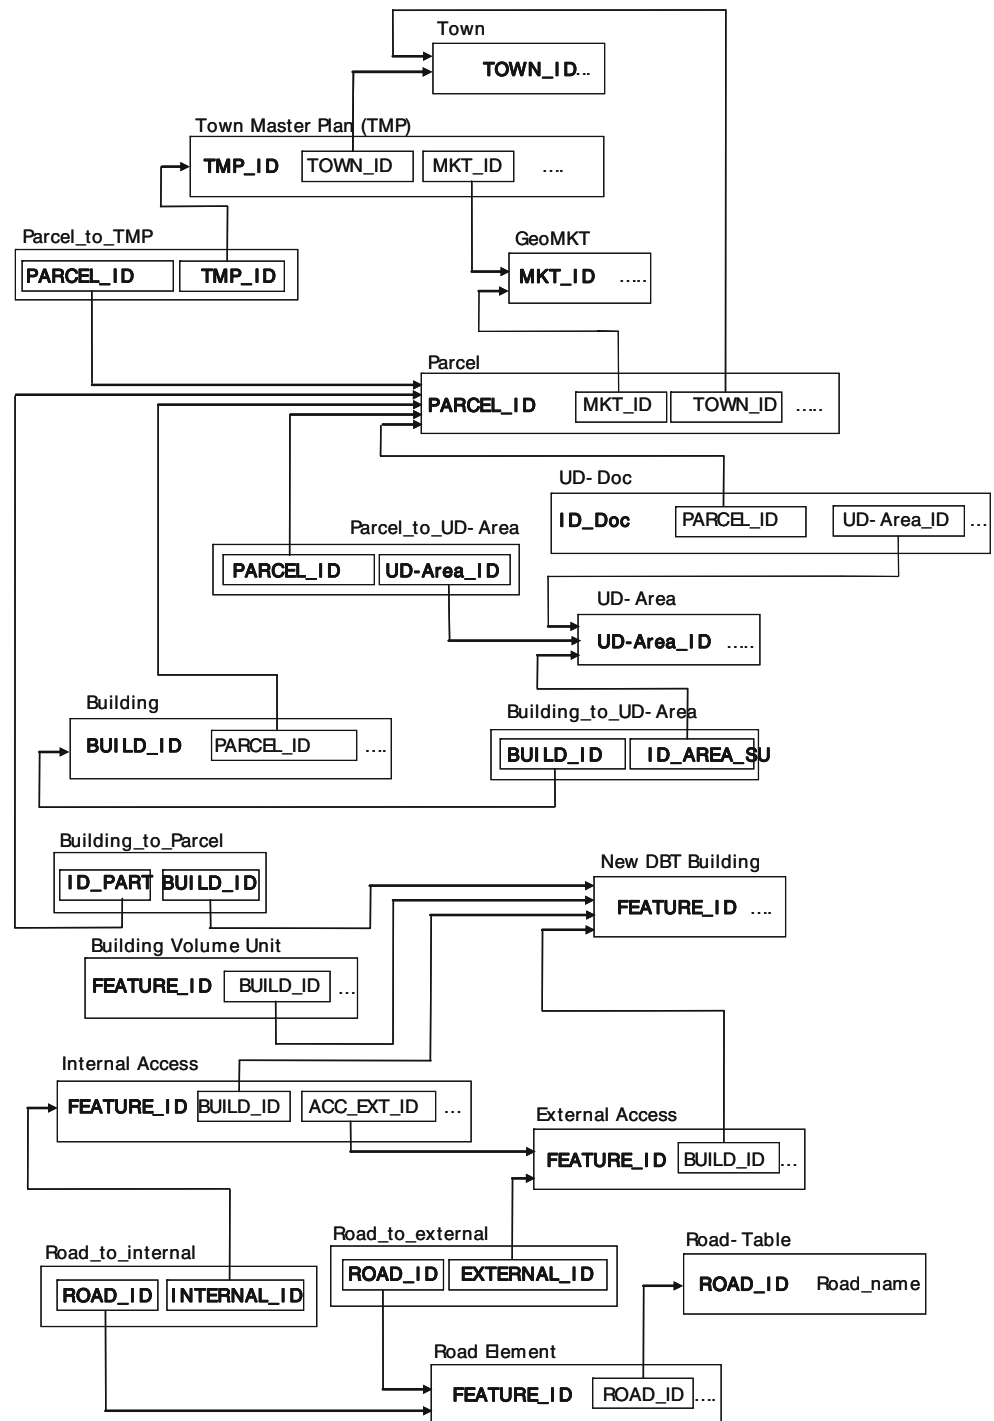 Town
TOWN_ID...
Town Master Plan (TMP)
TMP_ID TOWN_ID MKT_ID ....
Parcel_to_TMP
PARCEL_ID TMP_ID
GeoMKT
MKT_ID .....
Parcel
PARCEL_ID MKT_ID TOWN_ID .....
UD-Doc
ID_Doc PARCEL_ID UD-Area_ID ...
Parcel_to_UD-Area
PARCEL_ID UD-Area_ID
UD-Area
UD-Area_ID .....
Building
BUILD_ID PARCEL_ID ....
Building_to_UD-Area
BUILD_ID ID_AREA_SU
Building_to_Parcel
ID_PART BUILD_ID
New DBT Building
FEATURE_ID ....
Building Volume Unit
FEATURE_ID BUILD_ID ...
Internal Access
FEATURE_ID BUILD_ID ACC_EXT_ID ...
External Access
FEATURE_ID BUILD_ID ...
Road_to_internal
ROAD_ID INTERNAL_ID
Road_to_external
ROAD_ID EXTERNAL_ID
Road-Table
ROAD_ID Road_name
Road Element
FEATURE_ID ROAD_ID ....